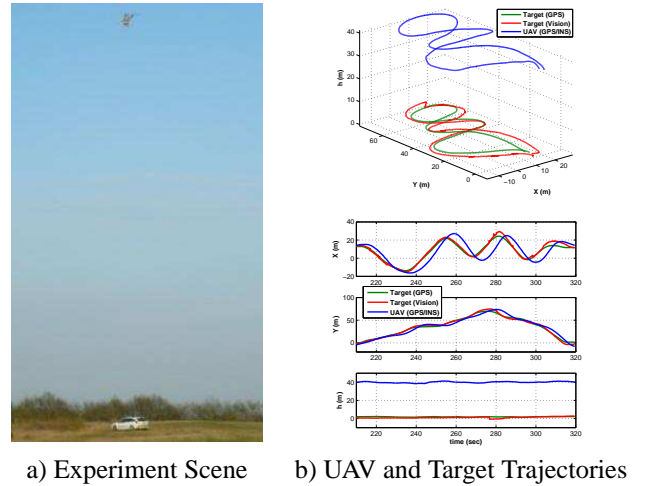 Target (GPS)
Target (Vision)
UAV (GPS/INS)
40
30
20
10
0
h (m)
60
40
20
0
Y (m)
−10
0
10
20
X (m)
40
20
0
−20
X (m)
220 240 260 280 300 320
Target (GPS)
Target (Vision)
UAV (GPS/INS)
100
50
0
Y (m)
220 240 260 280 300 320
40
20
0
h (m)
220 240 260 280 300 320
time (sec)
a) Experiment Scene b) UAV and Target Trajectories